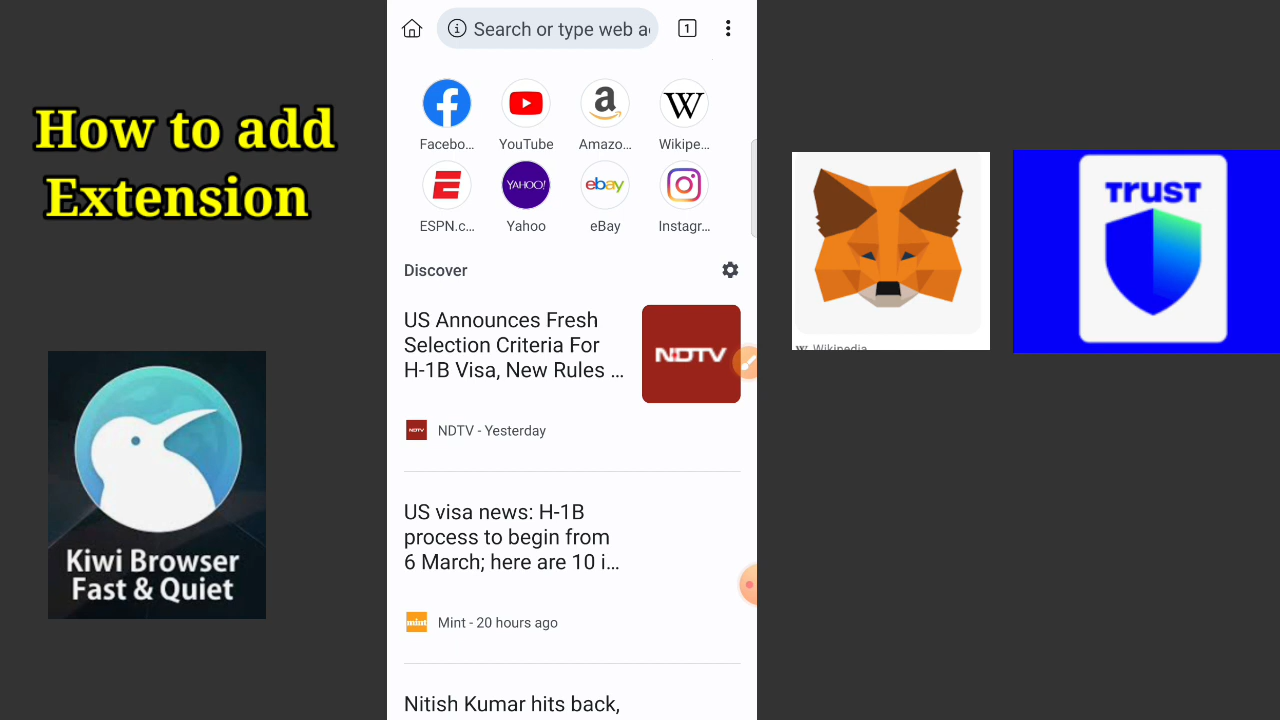 How to add
Extension
Kiwi Browser
Fast & Quiet
Search or type web a
1
Facebo...
YouTube
Amazo...
Wikipe...
ESPN.c...
YAHOO!
Yahoo
ebay
eBay
Instagr...
Discover
US Announces Fresh
Selection Criteria For
H-1B Visa, New Rules ...
NDTV
NDTV
NDTV - Yesterday
US visa news: H-1B
process to begin from
6 March; here are 10 i...
mint
Mint - 20 hours ago
Nitish Kumar hits back,
W Wikipedia
TRUST